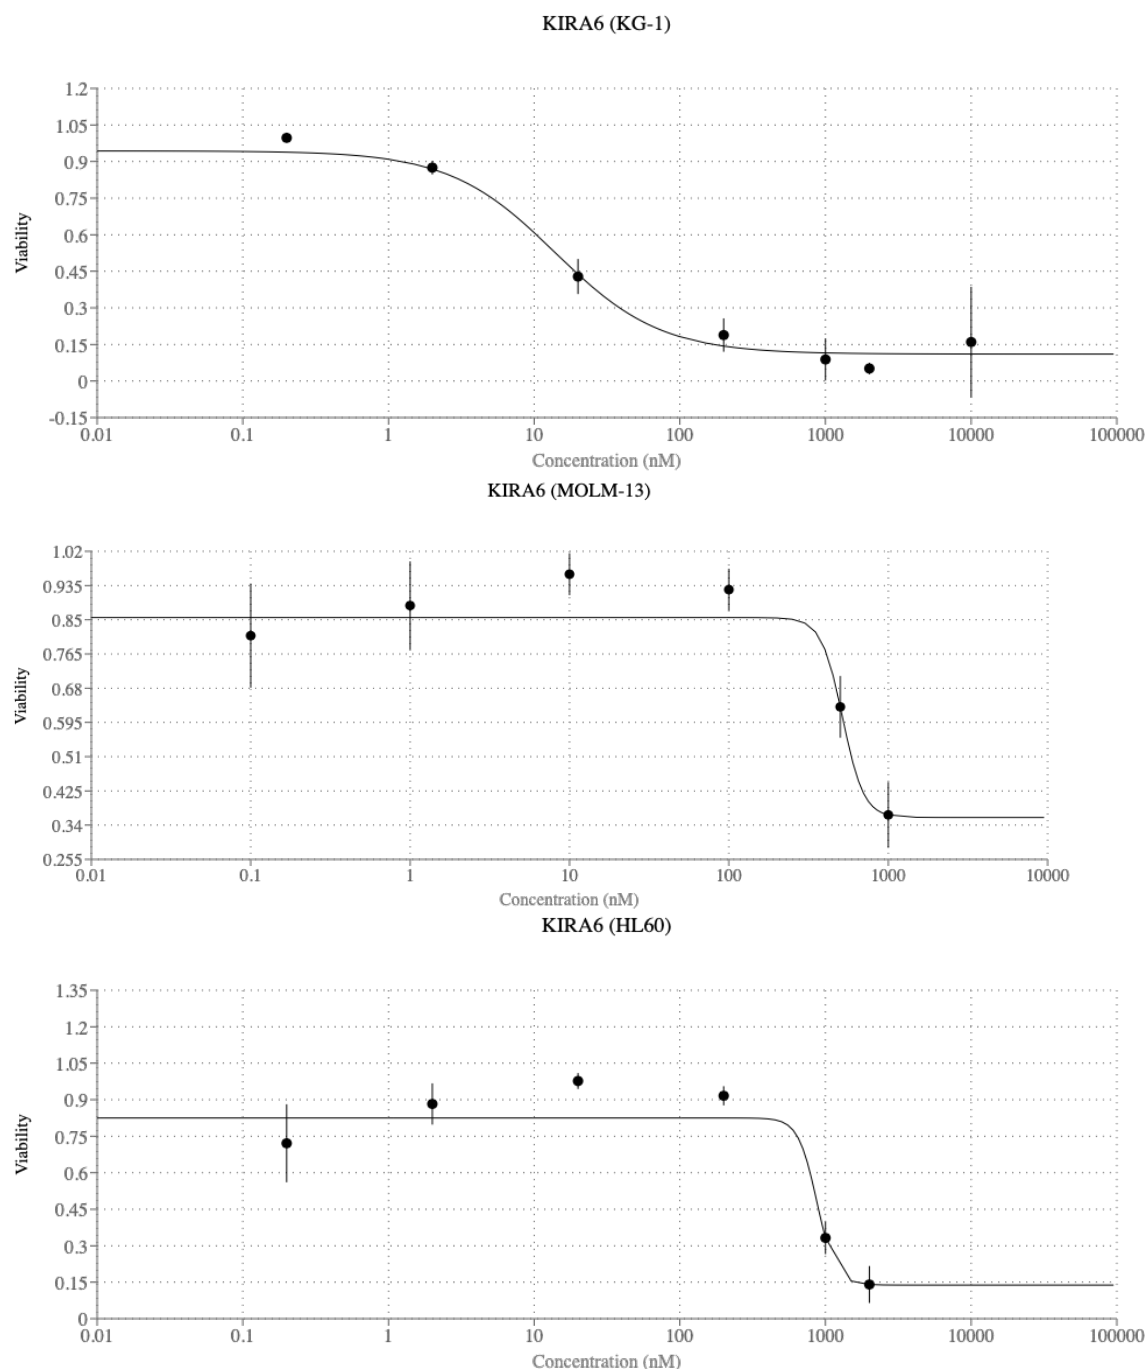 KIRA6 (KG-1)
1.2
1.05
0.9
0.75
0.6
0.45
0.3
0.15
0
-0.15
Viability
0.01 0.1 1 10 100 1000 10000 100000
Concentration (nM)
KIRA6 (MOLM-13)
1.02
0.935
0.85
0.765
0.68
0.595
0.51
0.425
0.34
0.255
Viability
0.01 0.1 1 10 100 1000 10000
Concentration (nM)
KIRA6 (HL60)
1.35
1.2
1.05
0.9
0.75
0.6
0.45
0.3
0.15
0
Viability
0.01 0.1 1 10 100 1000 10000 100000
Concentration (nM)